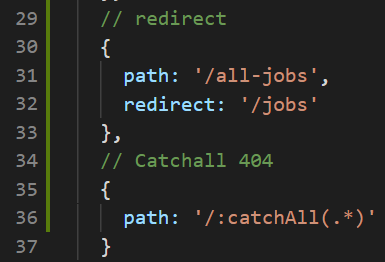 29 // redirect
30 {
31 path: '/all-jobs',
32 redirect: '/jobs'
33 },
34 // Catchall 404
35 {
36 path: '/:catchAll(.*)'
37 }